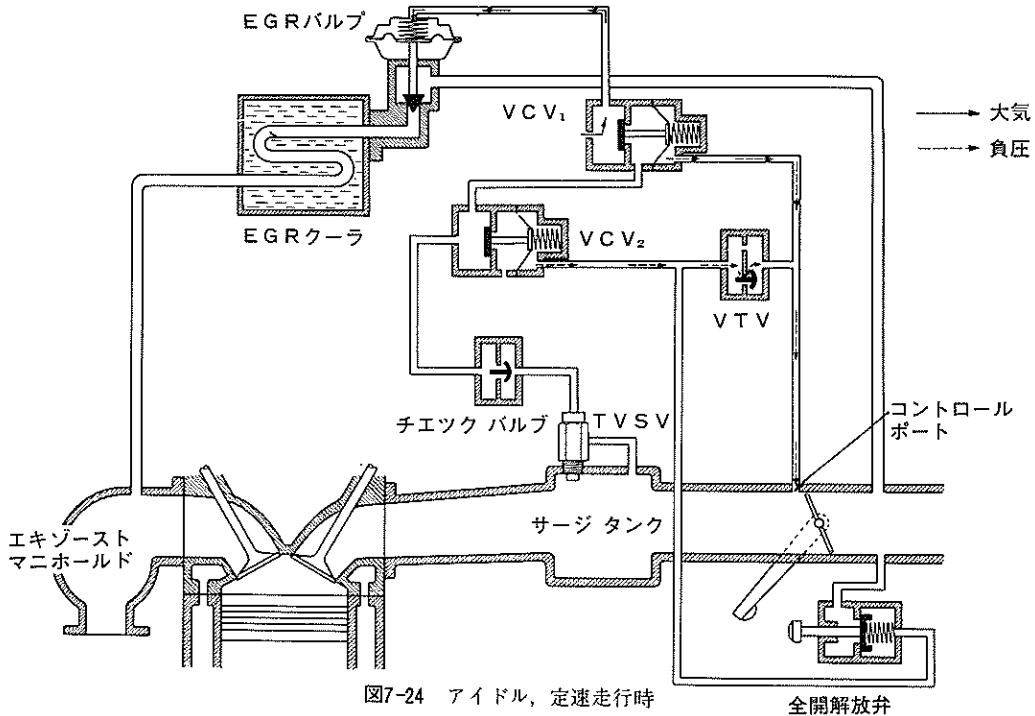 EGRバルブ
VCV₁
大気
負圧
EGRクーラ
VCV₂
VTV
チエツク バルブ
TVSV
コントロール
ポート
エキゾースト
マニホールド
サージ タンク
図7-24 アイドル，定速走行時
全開解放弁